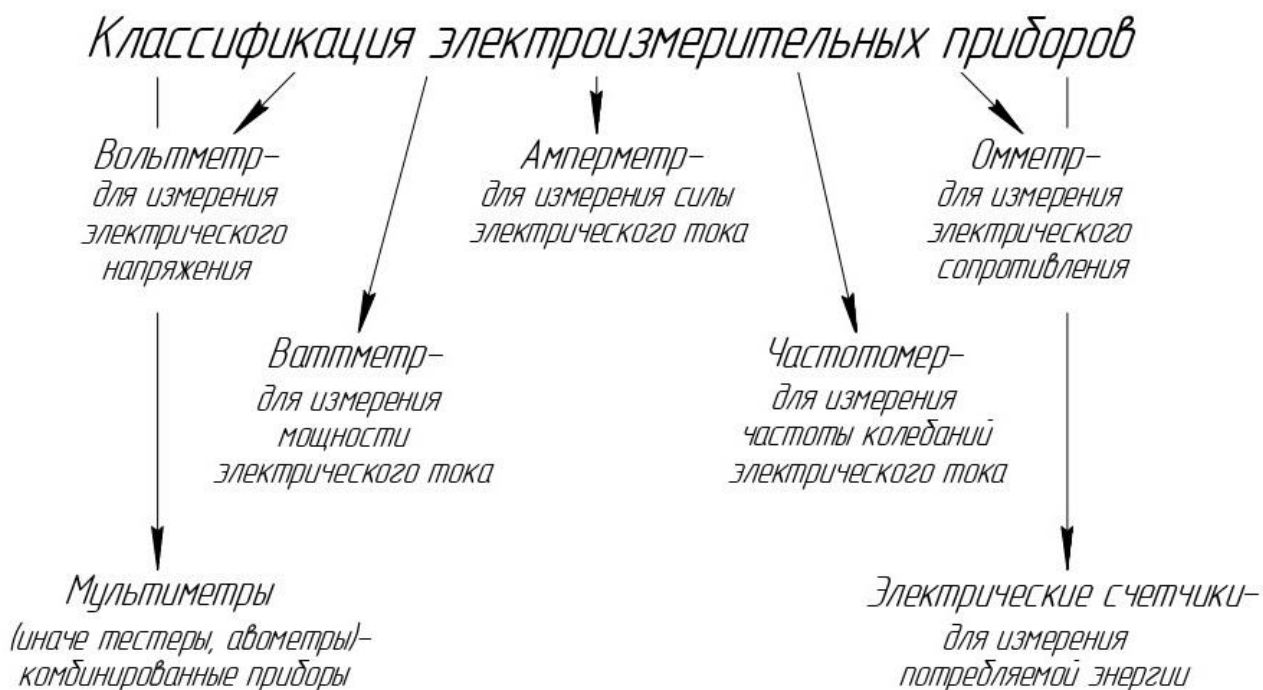 Классификация электроизмерительных приборов
Вольтметр-
для измерения
электрического
напряжения
Амперметр-
для измерения силы
электрического тока
Омметр-
для измерения
электрического
сопротивления
Ваттметр-
для измерения
мощности
электрического тока
Частотомер-
для измерения
частоты колебаний
электрического тока
Мультиметры
(иначе тестеры, авометры)-
комбинированные приборы
Электрические счетчики-
для измерения
потребляемой энергии